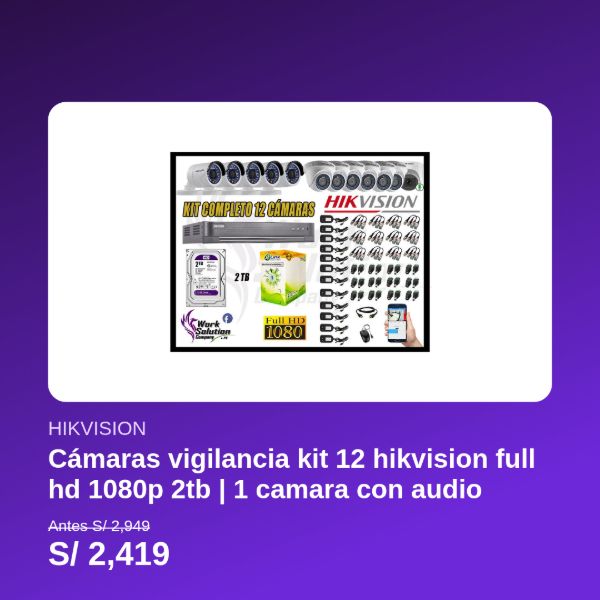 KIT COMPLETO 12 CÁMARAS
HIKVISION
2TB
2 TB
Work
Solution
Company
Full HD
1080
HIKVISION
Cámaras vigilancia kit 12 hikvision full
hd 1080p 2tb | 1 camara con audio
Antes S/ 2,949
S/ 2,419